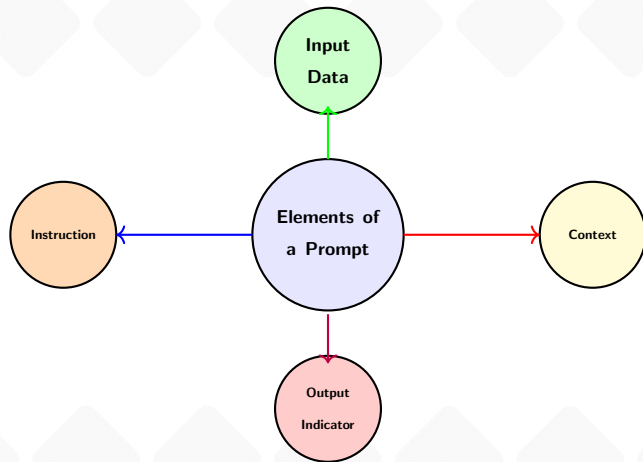 Input
Data
Instruction
Elements of
a Prompt
Context
Output
Indicator